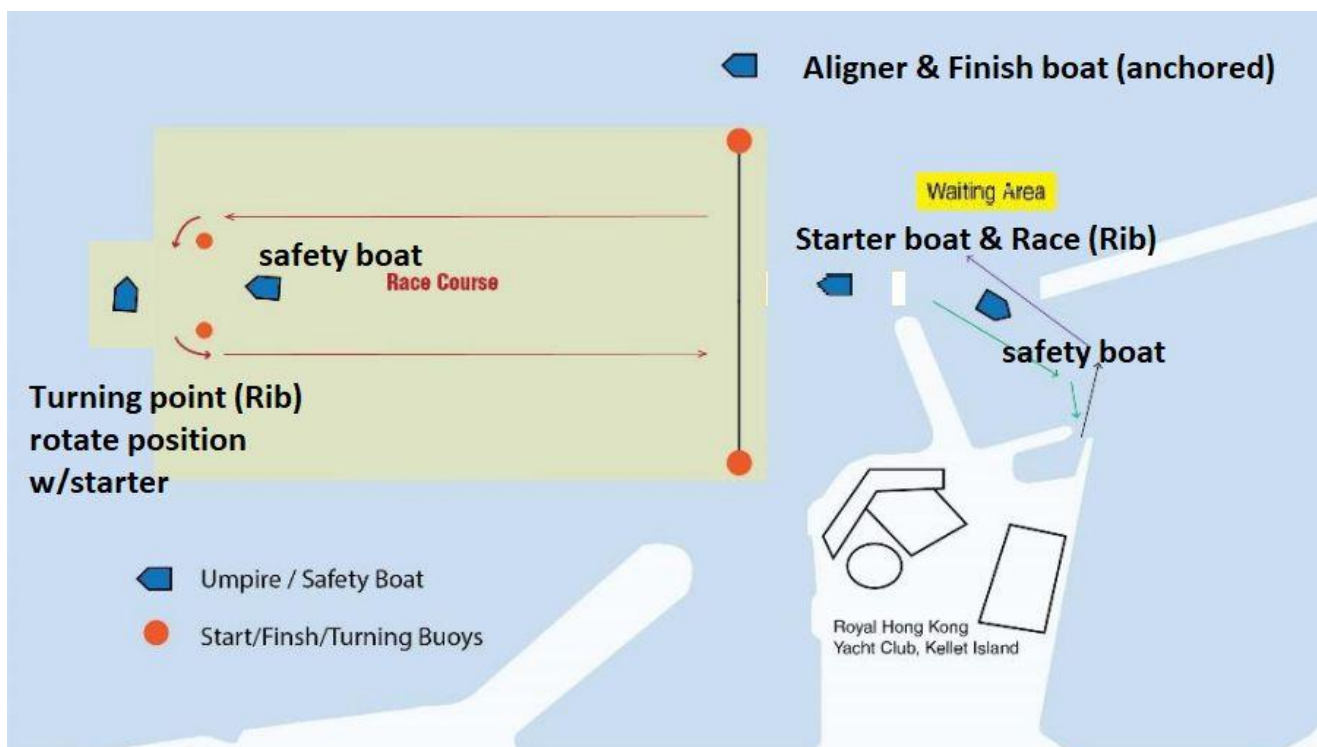 Aligner & Finish boat (anchored)
Waiting Area
Starter boat & Race (Rib)
safety boat
Race Course
safety boat
Turning point (Rib)
rotate position
w/starter
Umpire / Safety Boat
Start/Finsh/Turning Buoys
Royal Hong Kong
Yacht Club, Kellet Island